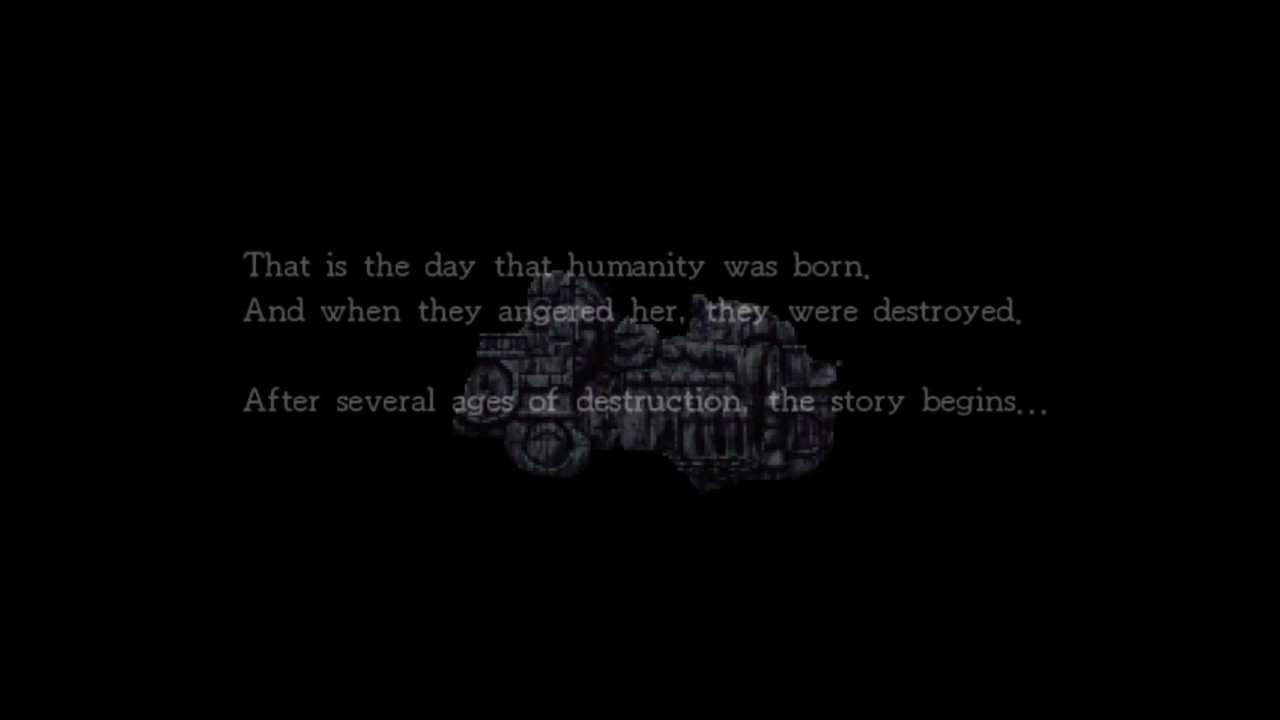 That is the day that humanity was born.
And when they angered her, they were destroyed.
After several ages of destruction, the story begins...